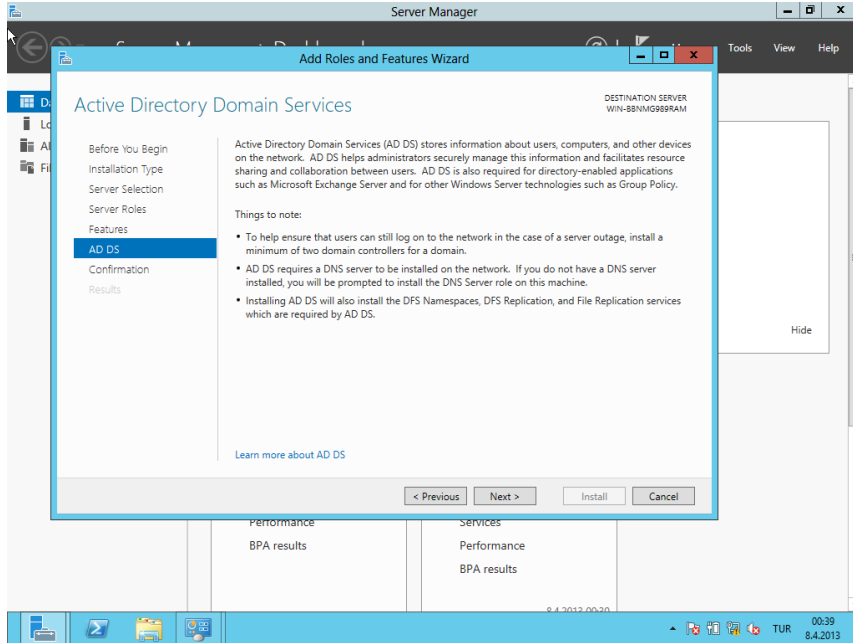 Server Manager
Tools View Help
Add Roles and Features Wizard
Active Directory Domain Services
DESTINATION SERVER
WIN-BBNMG989RAM
Before You Begin
Installation Type
Server Selection
Server Roles
Features
AD DS
Confirmation
Results
Active Directory Domain Services (AD DS) stores information about users, computers, and other devices
on the network. AD DS helps administrators securely manage this information and facilitates resource
sharing and collaboration between users. AD DS is also required for directory-enabled applications
such as Microsoft Exchange Server and for other Windows Server technologies such as Group Policy.
Things to note:
• To help ensure that users can still log on to the network in the case of a server outage, install a
minimum of two domain controllers for a domain.
• AD DS requires a DNS server to be installed on the network. If you do not have a DNS server
installed, you will be prompted to install the DNS Server role on this machine.
• Installing AD DS will also install the DFS Namespaces, DFS Replication, and File Replication services
which are required by AD DS.
Learn more about AD DS
< Previous Next > Install Cancel
Hide
Performance
BPA results
Services
Performance
BPA results
8.4.2013 00:30
TUR
00:39
8.4.2013